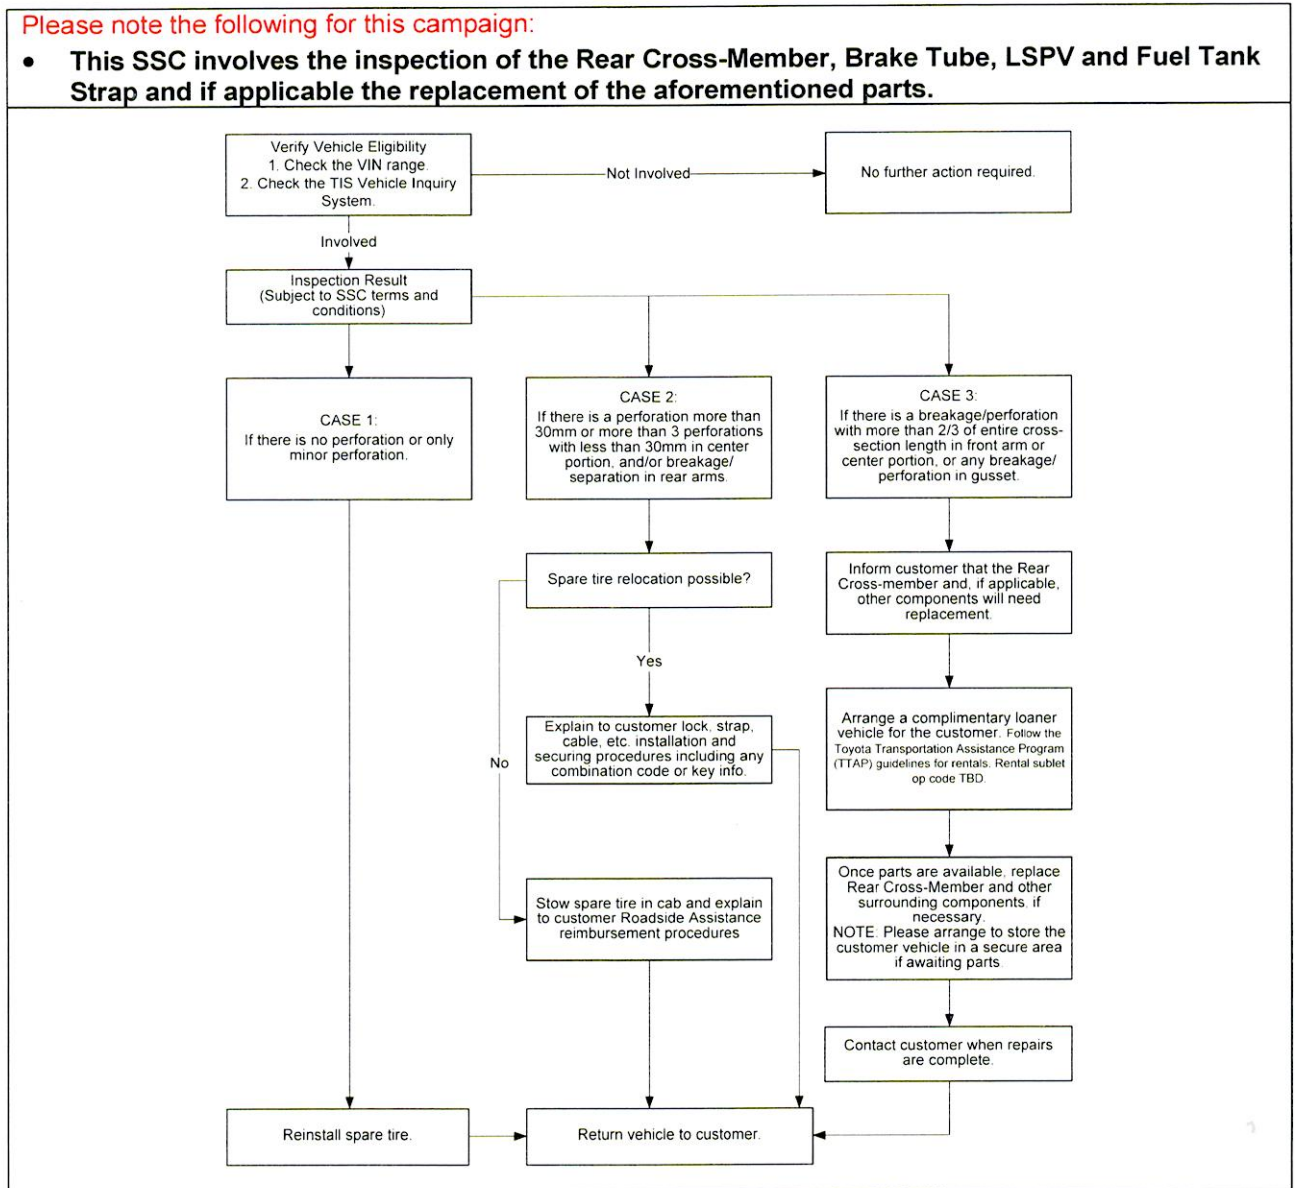 Please note the following for this campaign:
• This SSC involves the inspection of the Rear Cross-Member, Brake Tube, LSPV and Fuel Tank
Strap and if applicable the replacement of the aforementioned parts.
Verify Vehicle Eligibility
1. Check the VIN range.
2. Check the TIS Vehicle Inquiry
System.
Not Involved
No further action required.
Involved
Inspection Result
(Subject to SSC terms and
conditions)
CASE 1:
If there is no perforation or only
minor perforation.
CASE 2:
If there is a perforation more than
30mm or more than 3 perforations
with less than 30mm in center
portion, and/or breakage/
separation in rear arms.
CASE 3:
If there is a breakage/perforation
with more than 2/3 of entire cross-
section length in front arm or
center portion, or any breakage/
perforation in gusset.
Spare tire relocation possible?
Inform customer that the Rear
Cross-member and, if applicable,
other components will need
replacement.
Yes
Explain to customer lock, strap,
cable, etc. installation and
securing procedures including any
combination code or key info.
No
Arrange a complimentary loaner
vehicle for the customer. Follow the
Toyota Transportation Assistance Program
(TTAP) guidelines for rentals. Rental sublet
op code TBD.
Stow spare tire in cab and explain
to customer Roadside Assistance
reimbursement procedures
Once parts are available, replace
Rear Cross-Member and other
surrounding components, if
necessary.
NOTE: Please arrange to store the
customer vehicle in a secure area
if awaiting parts
Contact customer when repairs
are complete.
Reinstall spare tire.
Return vehicle to customer.